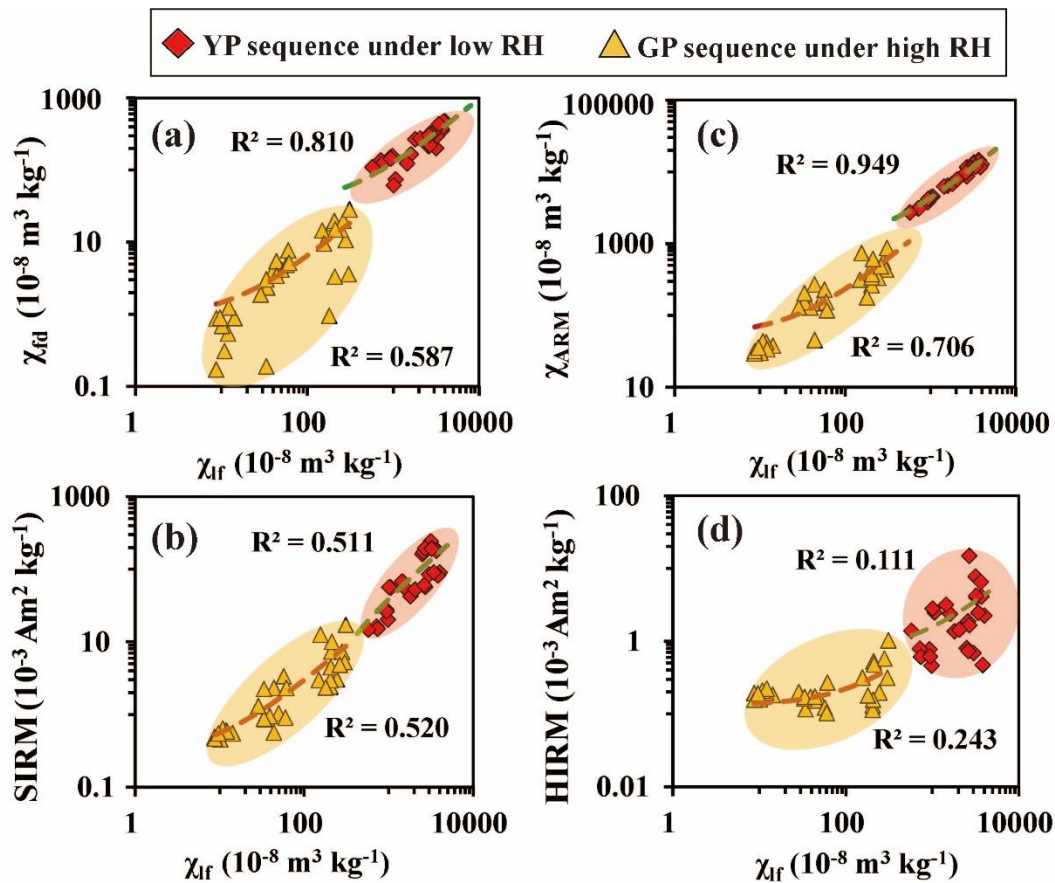 YP sequence under low RH
GP sequence under high RH
(a)
R² = 0.810
R² = 0.587
1000
10
0.1
χfd (10⁻⁸ m³ kg⁻¹)
1
100
10000
χlf (10⁻⁸ m³ kg⁻¹)
(c)
R² = 0.949
R² = 0.706
100000
1000
10
χARM (10⁻⁸ m³ kg⁻¹)
1
100
10000
χlf (10⁻⁸ m³ kg⁻¹)
(b)
R² = 0.511
R² = 0.520
1000
10
0.1
SIRM (10⁻³ Am² kg⁻¹)
1
100
10000
χlf (10⁻⁸ m³ kg⁻¹)
(d)
R² = 0.111
R² = 0.243
100
1
0.01
HIRM (10⁻³ Am² kg⁻¹)
1
100
10000
χlf (10⁻⁸ m³ kg⁻¹)